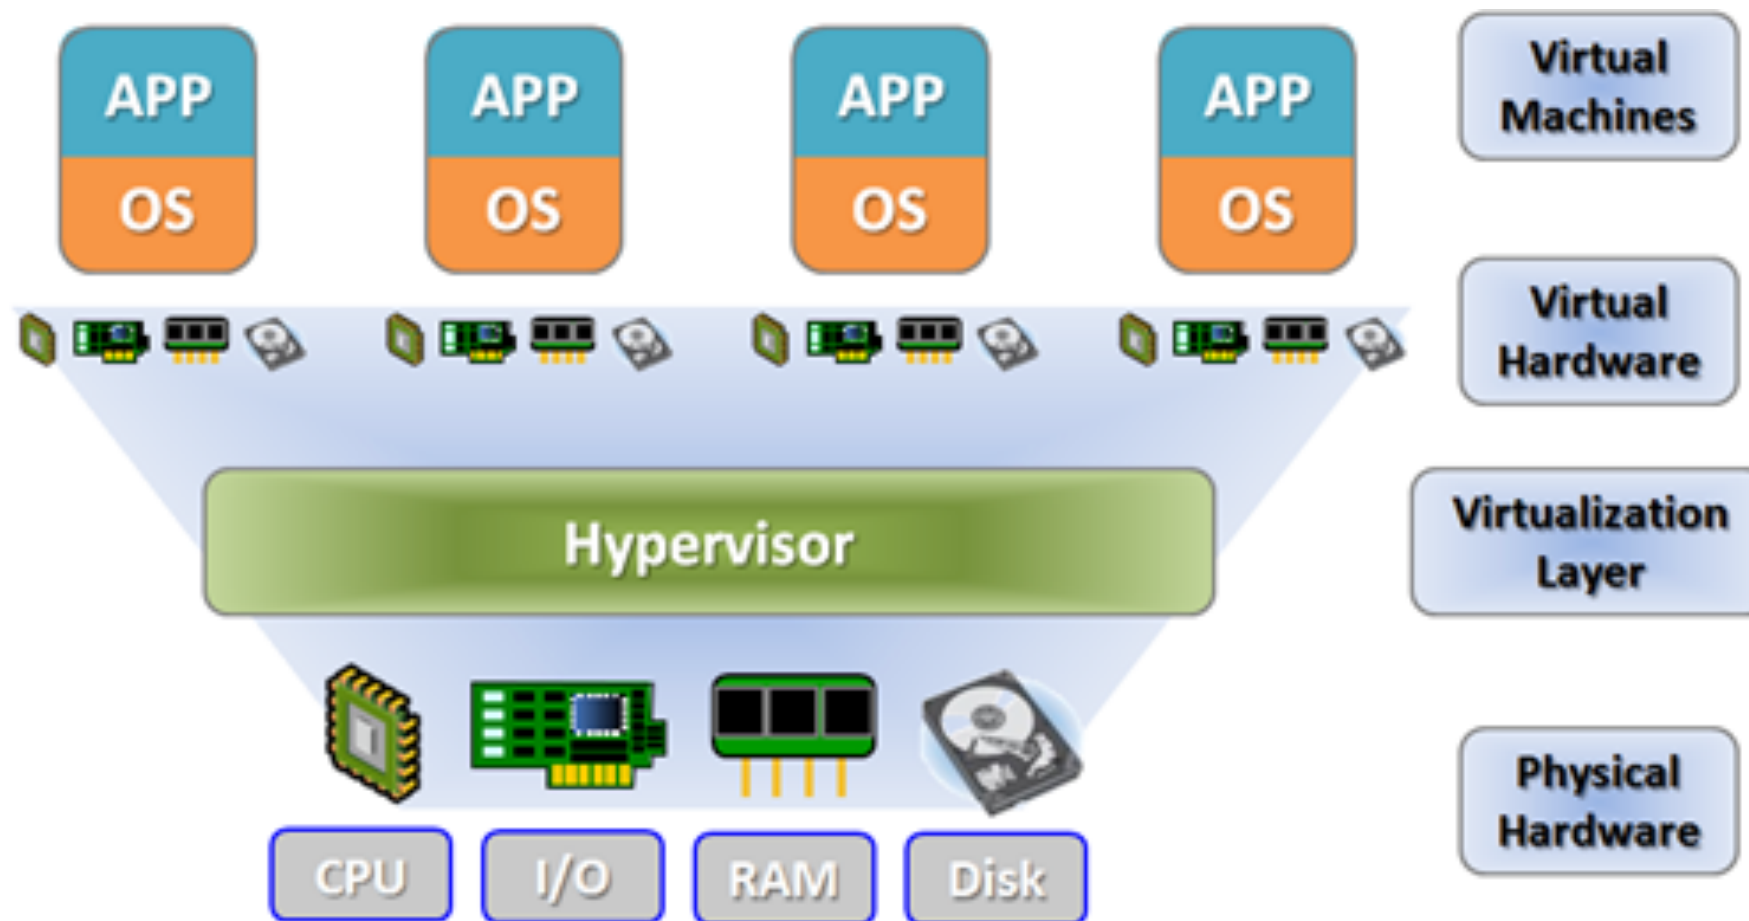 APP
APP
APP
APP
Virtual
Machines
OS
OS
OS
OS
Virtual
Hardware
Hypervisor
Virtualization
Layer
Physical
Hardware
CPU
I/O
RAM
Disk